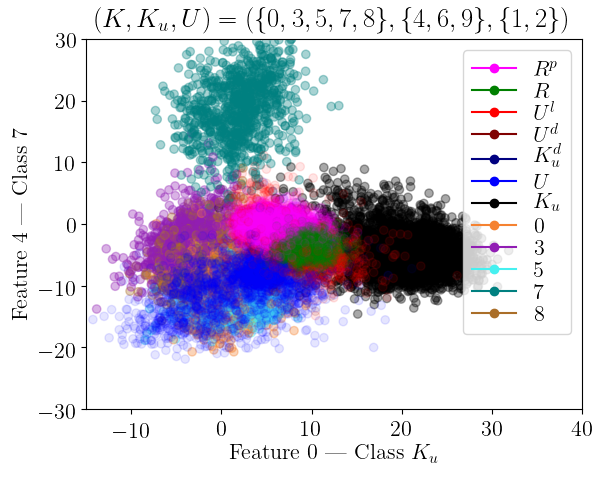 (K, K_u, U) = ({0, 3, 5, 7, 8}, {4, 6, 9}, {1, 2})
30
20
10
0
−10
−20
−30
Feature 4 — Class 7
R^p
R
U^l
U^d
K_u^d
U
K_u
0
3
5
7
8
−10
0
10
20
30
40
Feature 0 — Class K_u